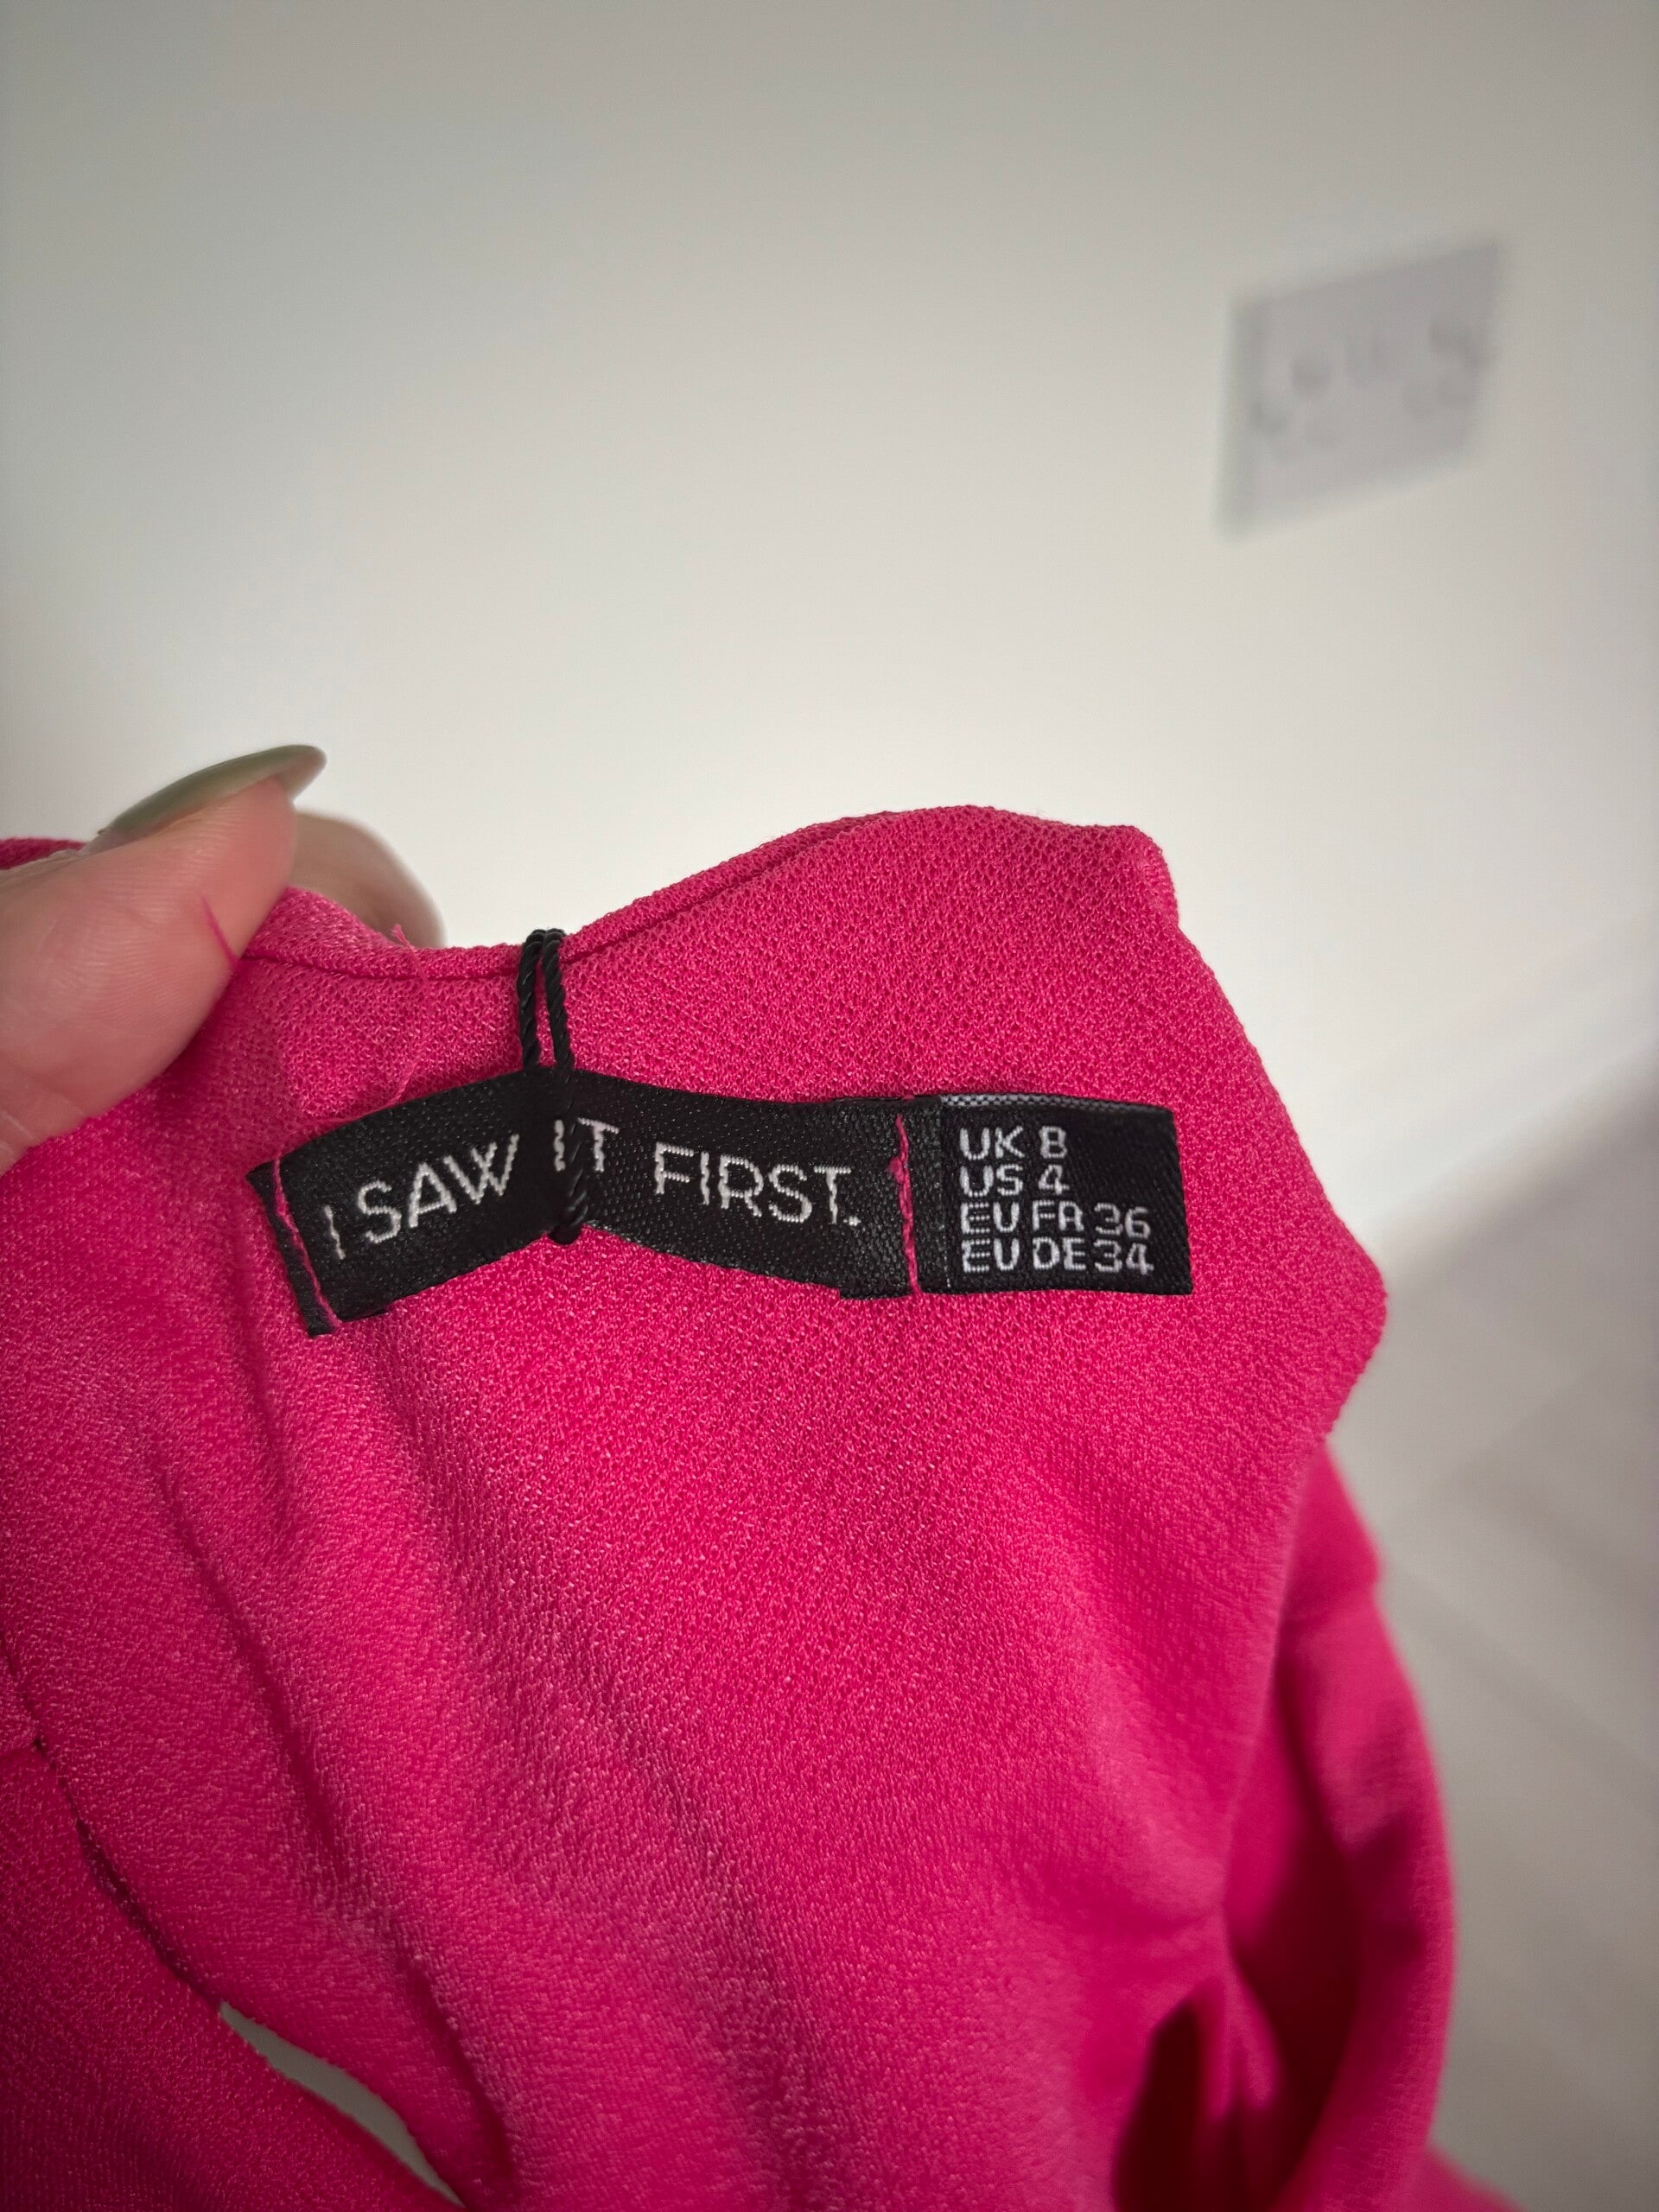 I SAW IT FIRST.
UK 8
US 4
EU FR 36
EU DE 34